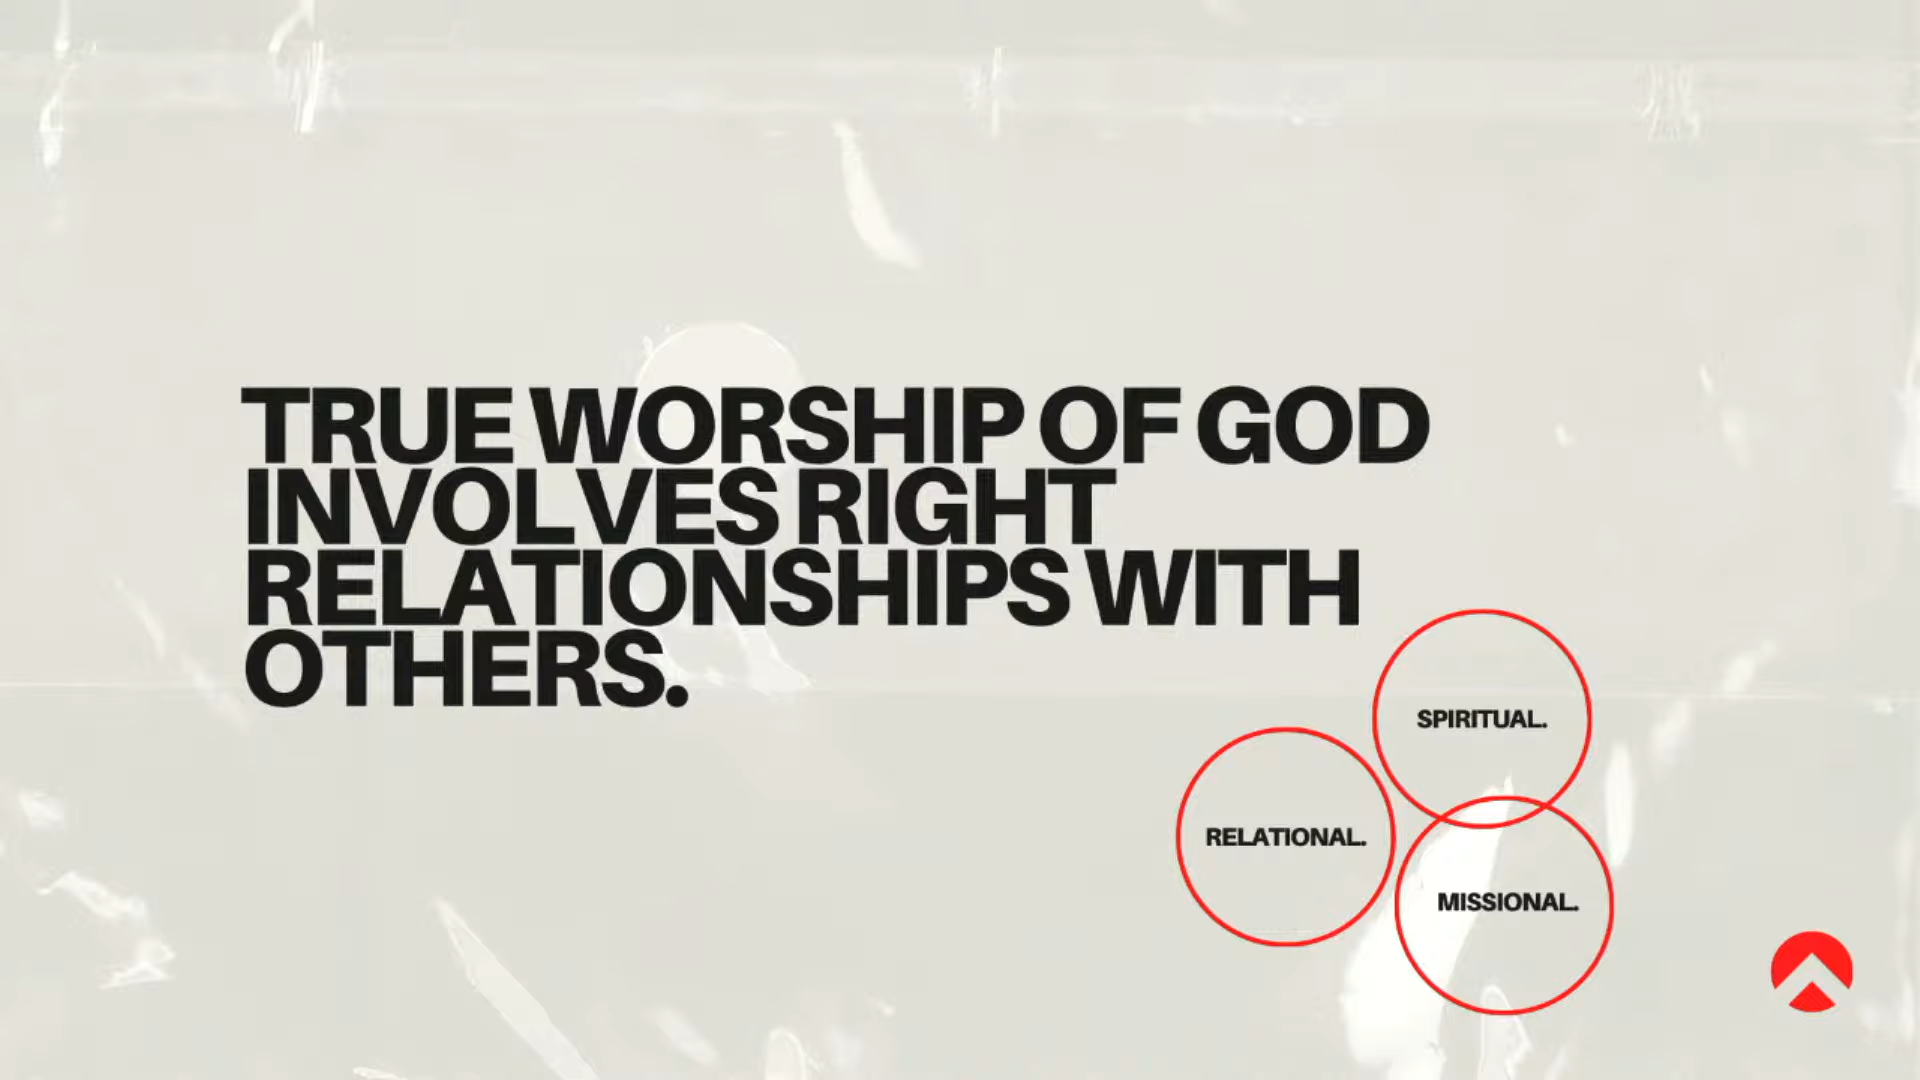 TRUE WORSHIP OF GOD
INVOLVES RIGHT
RELATIONSHIPS WITH
OTHERS.
SPIRITUAL.
RELATIONAL.
MISSIONAL.